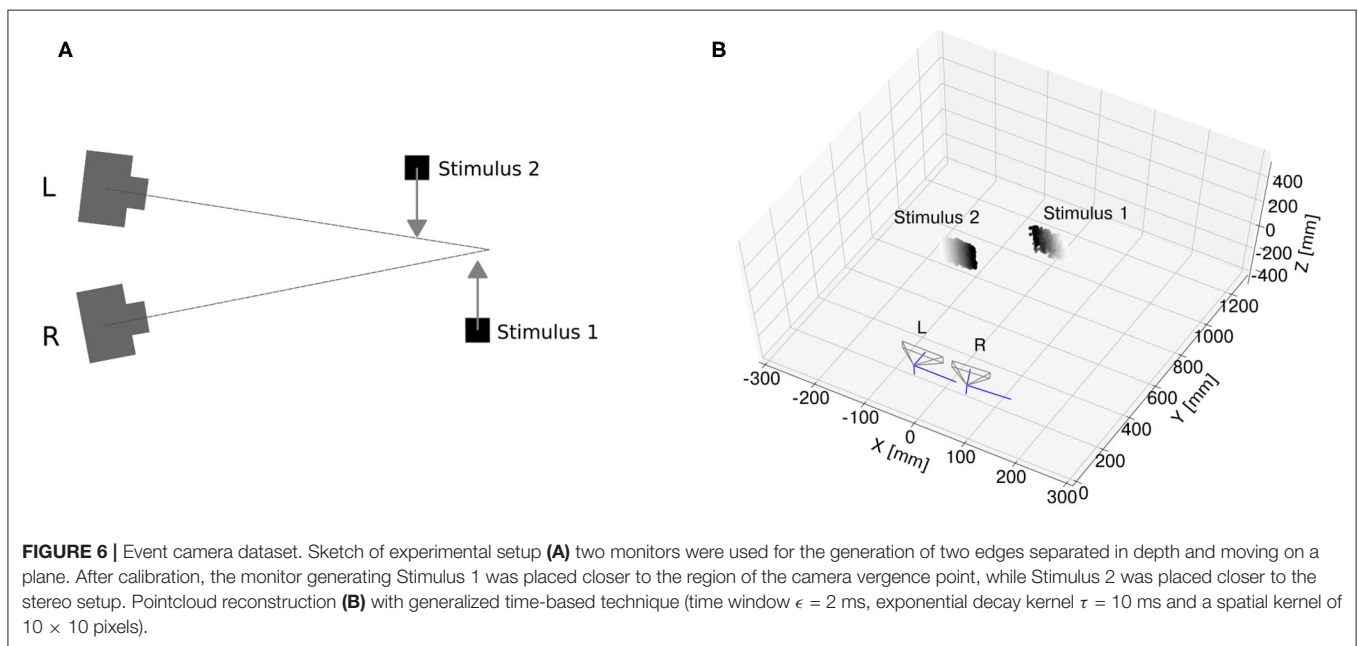 A
B
L
R
Stimulus 2
Stimulus 1
Stimulus 2
Stimulus 1
L
R
-300
-200
-100
0
100
200
300
X [mm]
0
200
400
600
800
1000
1200
Y [mm]
400
200
0
-200
-400
Z [mm]
FIGURE 6 | Event camera dataset. Sketch of experimental setup (A) two monitors were used for the generation of two edges separated in depth and moving on a
plane. After calibration, the monitor generating Stimulus 1 was placed closer to the region of the camera vergence point, while Stimulus 2 was placed closer to the
stereo setup. Pointcloud reconstruction (B) with generalized time-based technique (time window ϵ = 2 ms, exponential decay kernel τ = 10 ms and a spatial kernel of
10 × 10 pixels).